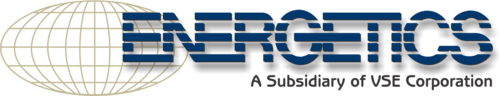 ENERGETICS
A Subsidiary of VSE Corporation